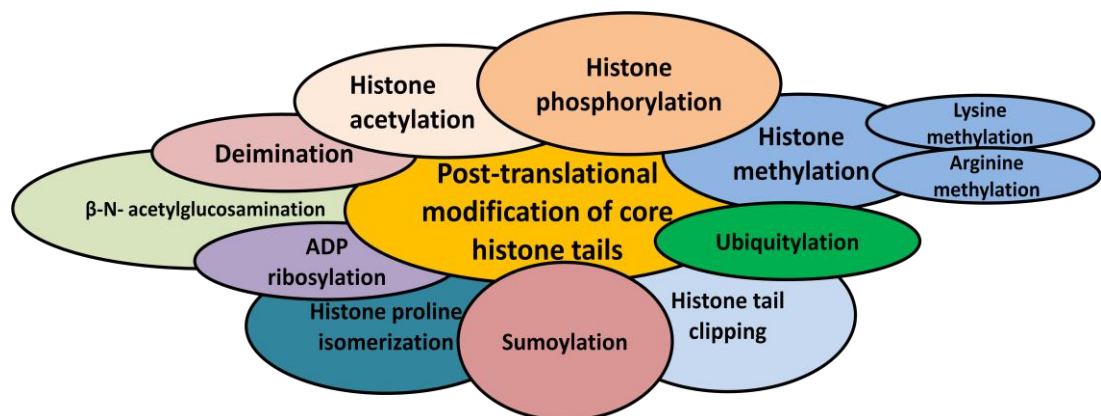 Histone
phosphorylation
Histone
acetylation
Lysine
methylation
Histone
methylation
Arginine
methylation
Deimination
Post-translational
modification of core
histone tails
β-N- acetylglucosamination
Ubiquitylation
ADP
ribosylation
Histone proline
isomerization
Sumoylation
Histone tail
clipping